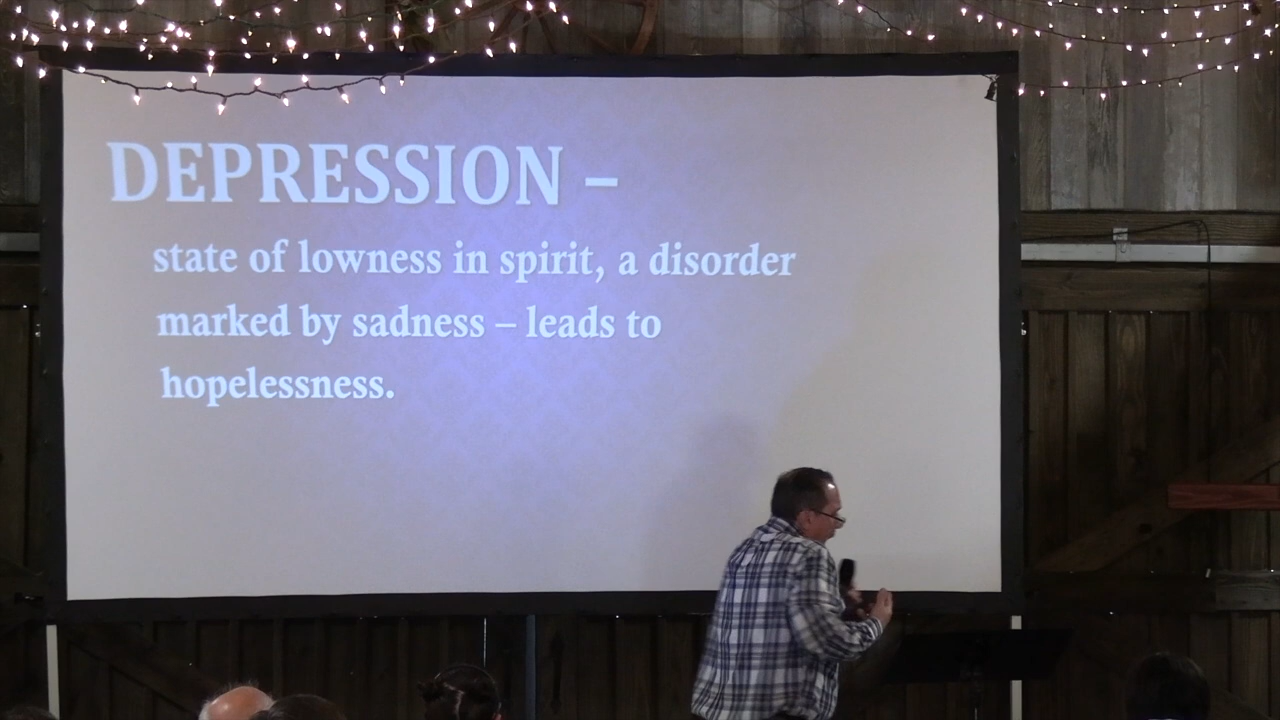 DEPRESSION –
state of lowness in spirit, a disorder
marked by sadness – leads to
hopelessness.